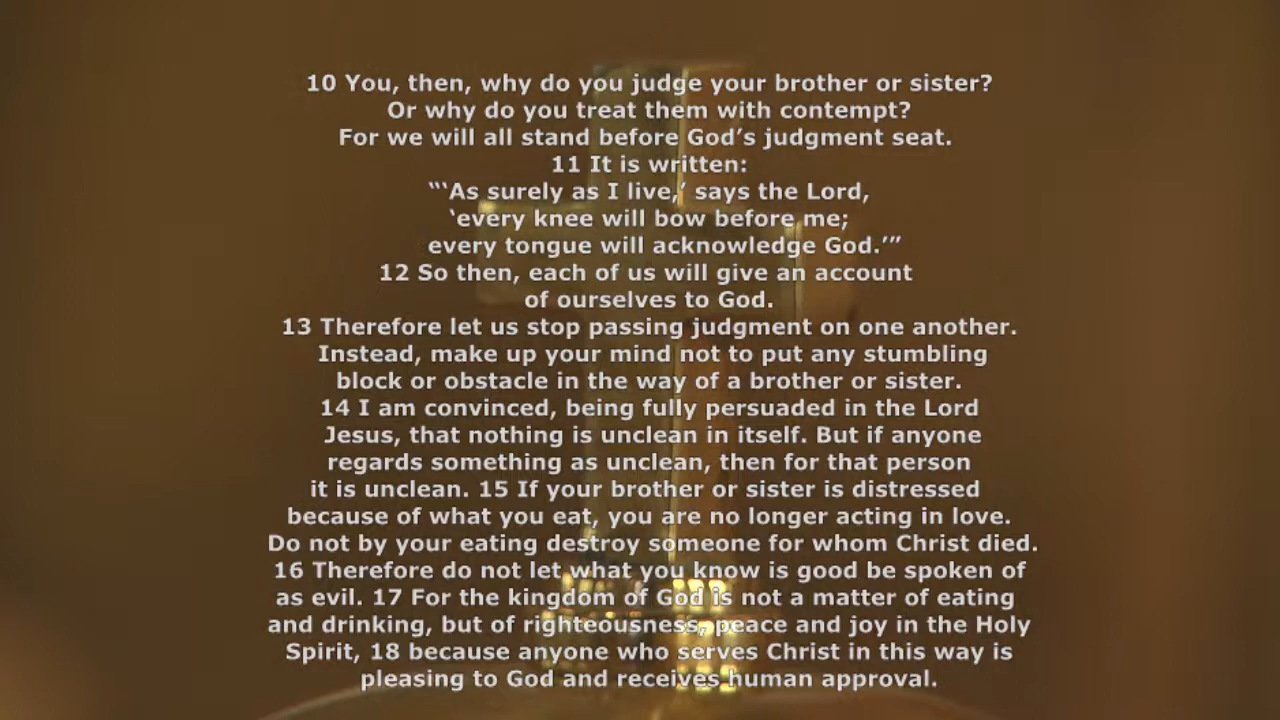 10 You, then, why do you judge your brother or sister?
Or why do you treat them with contempt?
For we will all stand before God’s judgment seat.
11 It is written:
“‘As surely as I live,’ says the Lord,
‘every knee will bow before me;
every tongue will acknowledge God.’”
12 So then, each of us will give an account
of ourselves to God.
13 Therefore let us stop passing judgment on one another.
Instead, make up your mind not to put any stumbling
block or obstacle in the way of a brother or sister.
14 I am convinced, being fully persuaded in the Lord
Jesus, that nothing is unclean in itself. But if anyone
regards something as unclean, then for that person
it is unclean. 15 If your brother or sister is distressed
because of what you eat, you are no longer acting in love.
Do not by your eating destroy someone for whom Christ died.
16 Therefore do not let what you know is good be spoken of
as evil. 17 For the kingdom of God is not a matter of eating
and drinking, but of righteousness, peace and joy in the Holy
Spirit, 18 because anyone who serves Christ in this way is
pleasing to God and receives human approval.